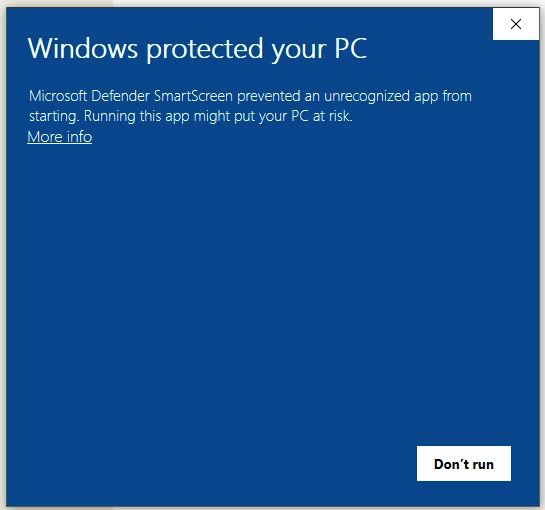 Windows protected your PC
Microsoft Defender SmartScreen prevented an unrecognized app from
starting. Running this app might put your PC at risk.
More info
Don't run